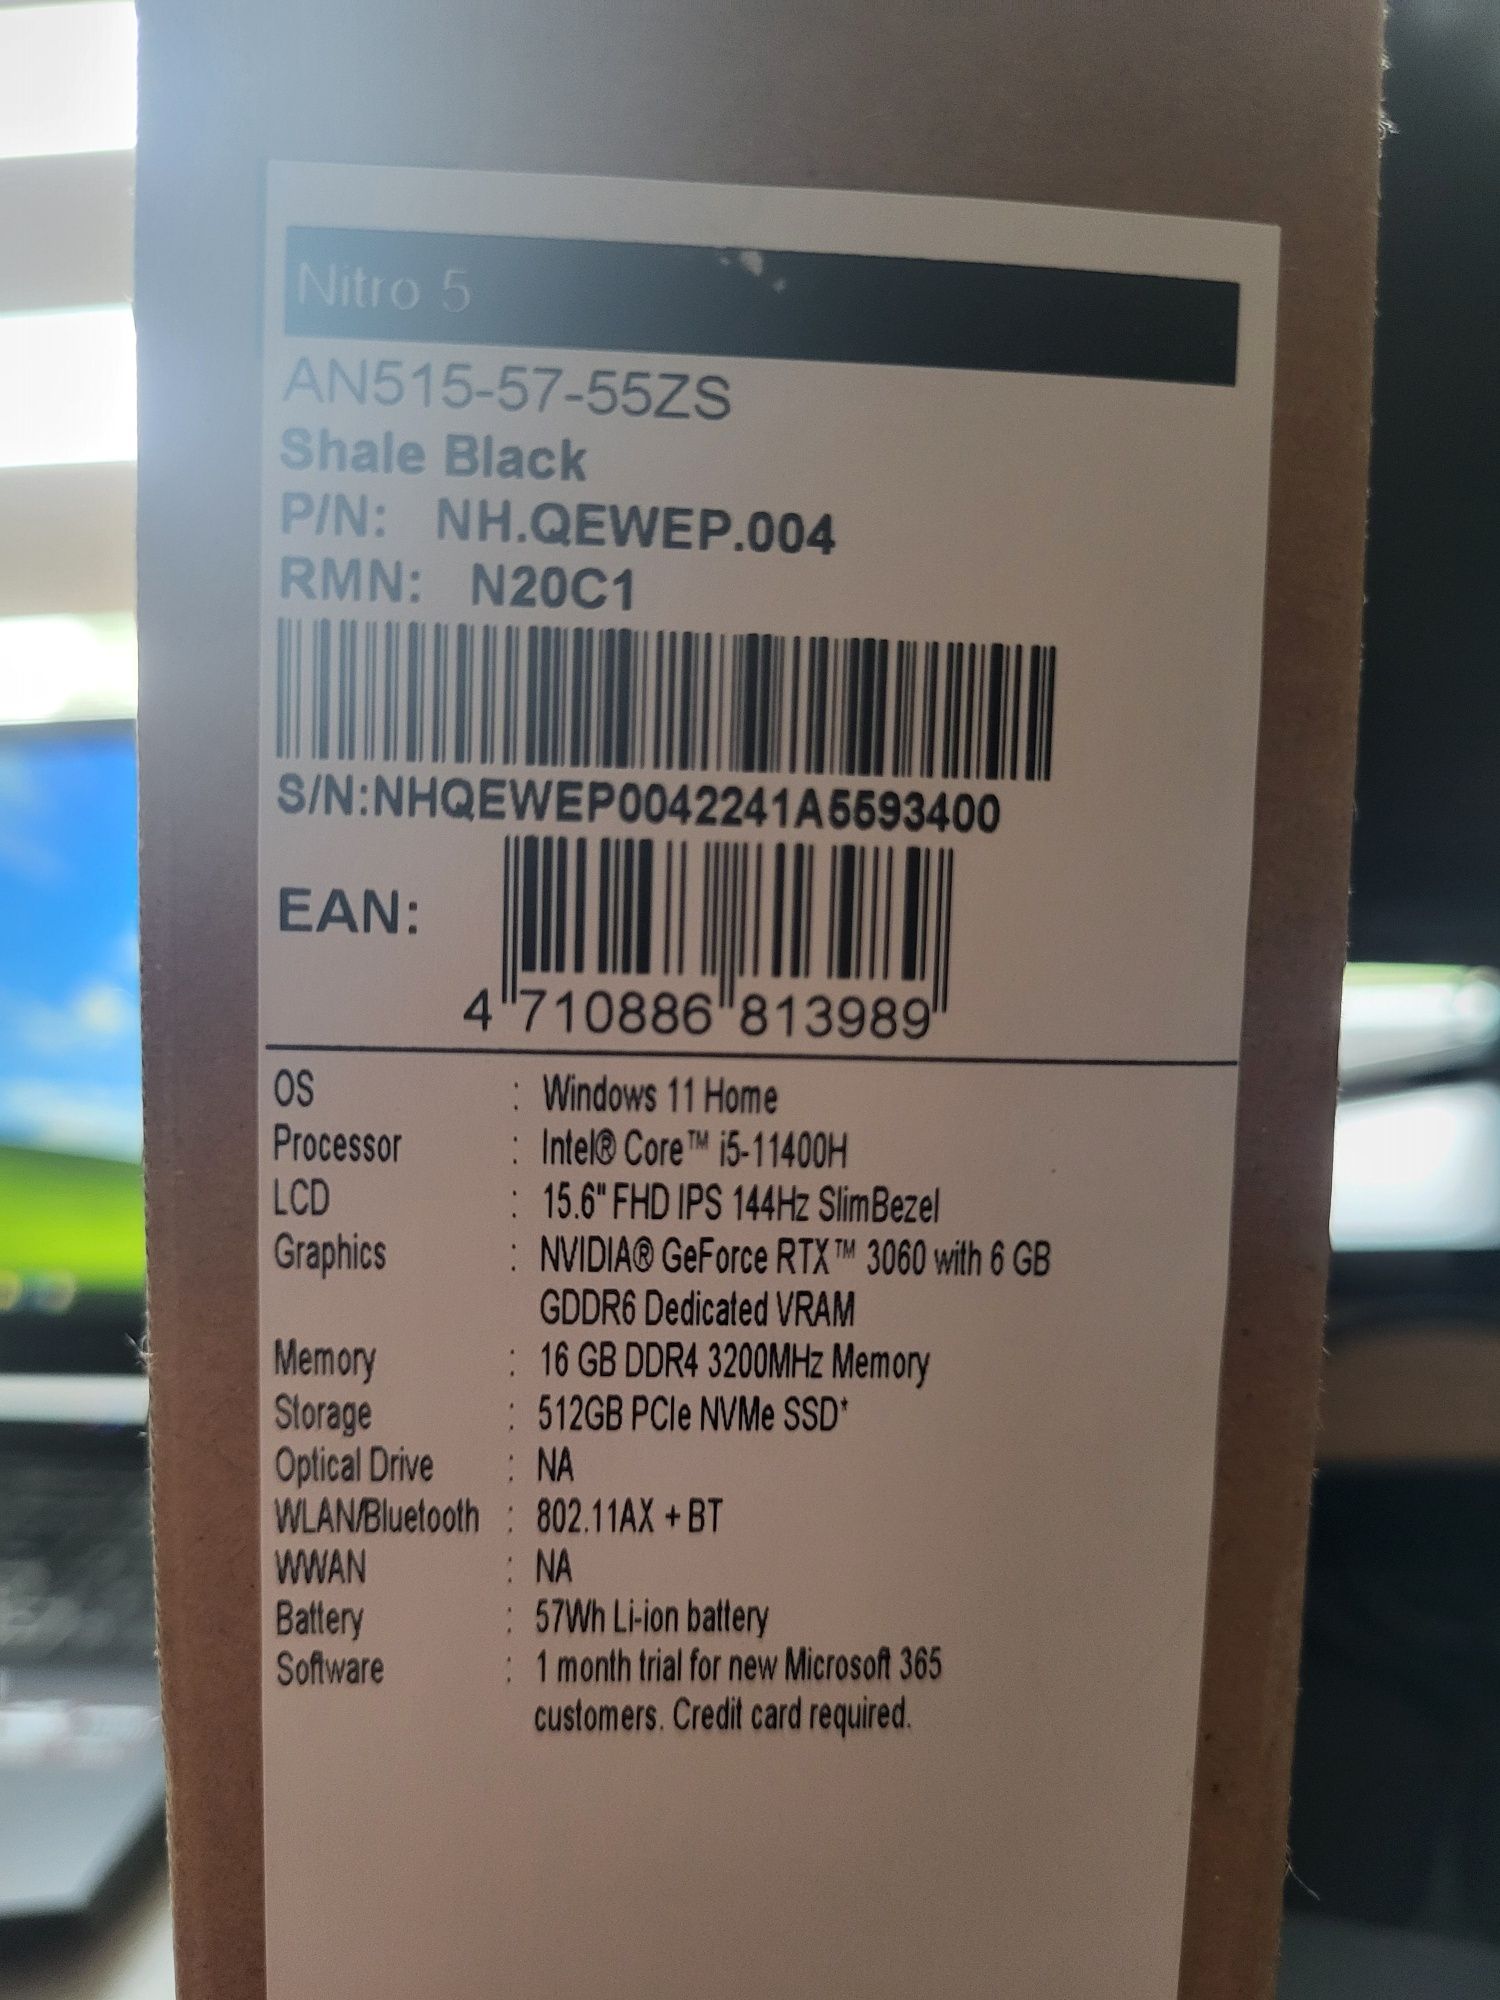 Nitro 5
AN515-57-55ZS
Shale Black
P/N: NH.QEWEP.004
RMN: N20C1
S/N:NHQEWEP0042241A5593400
EAN:
4 710886 813989
OS : Windows 11 Home
Processor : Intel® Core™ i5-11400H
LCD : 15.6" FHD IPS 144Hz SlimBezel
Graphics : NVIDIA® GeForce RTX™ 3060 with 6 GB
GDDR6 Dedicated VRAM
Memory : 16 GB DDR4 3200MHz Memory
Storage : 512GB PCIe NVMe SSD*
Optical Drive : NA
WLAN/Bluetooth : 802.11AX + BT
WWAN : NA
Battery : 57Wh Li-ion battery
Software : 1 month trial for new Microsoft 365
customers. Credit card required.